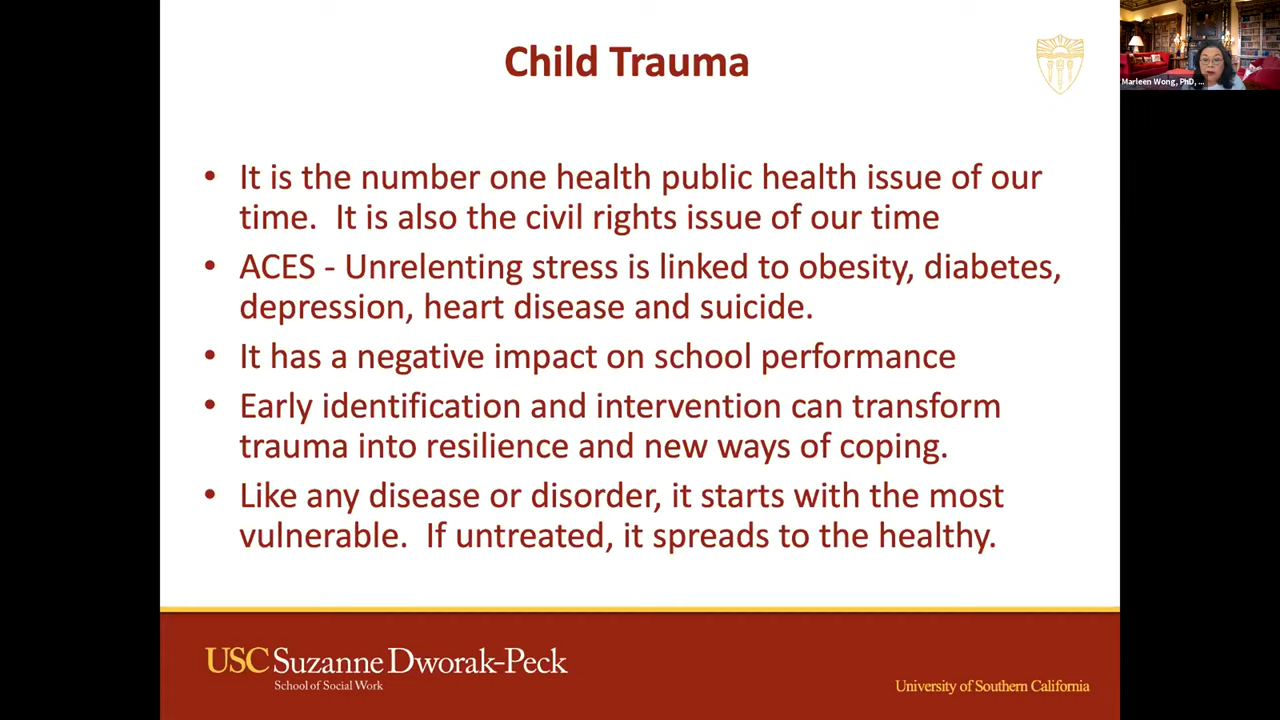 Child Trauma
Marleen Wong, PhD, ...
• It is the number one health public health issue of our
time.  It is also the civil rights issue of our time
• ACES - Unrelenting stress is linked to obesity, diabetes,
depression, heart disease and suicide.
• It has a negative impact on school performance
• Early identification and intervention can transform
trauma into resilience and new ways of coping.
• Like any disease or disorder, it starts with the most
vulnerable.  If untreated, it spreads to the healthy.
USC Suzanne Dworak-Peck
School of Social Work
University of Southern California